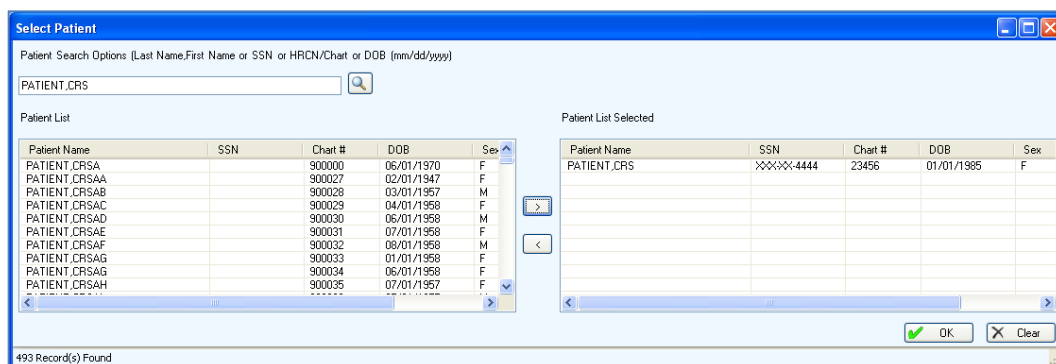 Select Patient
Patient Search Options (Last Name,First Name or SSN or HRCN/Chart or DOB (mm/dd/yyyy)
PATIENT,CRS
Patient List
Patient List Selected
Patient Name SSN Chart # DOB Sex
PATIENT,CRSA 900000 06/01/1970 F
PATIENT,CRSAA 900027 02/01/1947 F
PATIENT,CRSAB 900028 03/01/1957 M
PATIENT,CRSAC 900029 04/01/1958 F
PATIENT,CRSAD 900030 06/01/1958 M
PATIENT,CRSAE 900031 07/01/1958 F
PATIENT,CRSAF 900032 08/01/1958 M
PATIENT,CRSAG 900033 01/01/1958 F
PATIENT,CRSAG 900034 06/01/1958 F
PATIENT,CRSAH 900035 07/01/1957 F
>
<
Patient Name SSN Chart # DOB Sex
PATIENT,CRS XXX-XX-4444 23456 01/01/1985 F
OK Clear
493 Record(s) Found